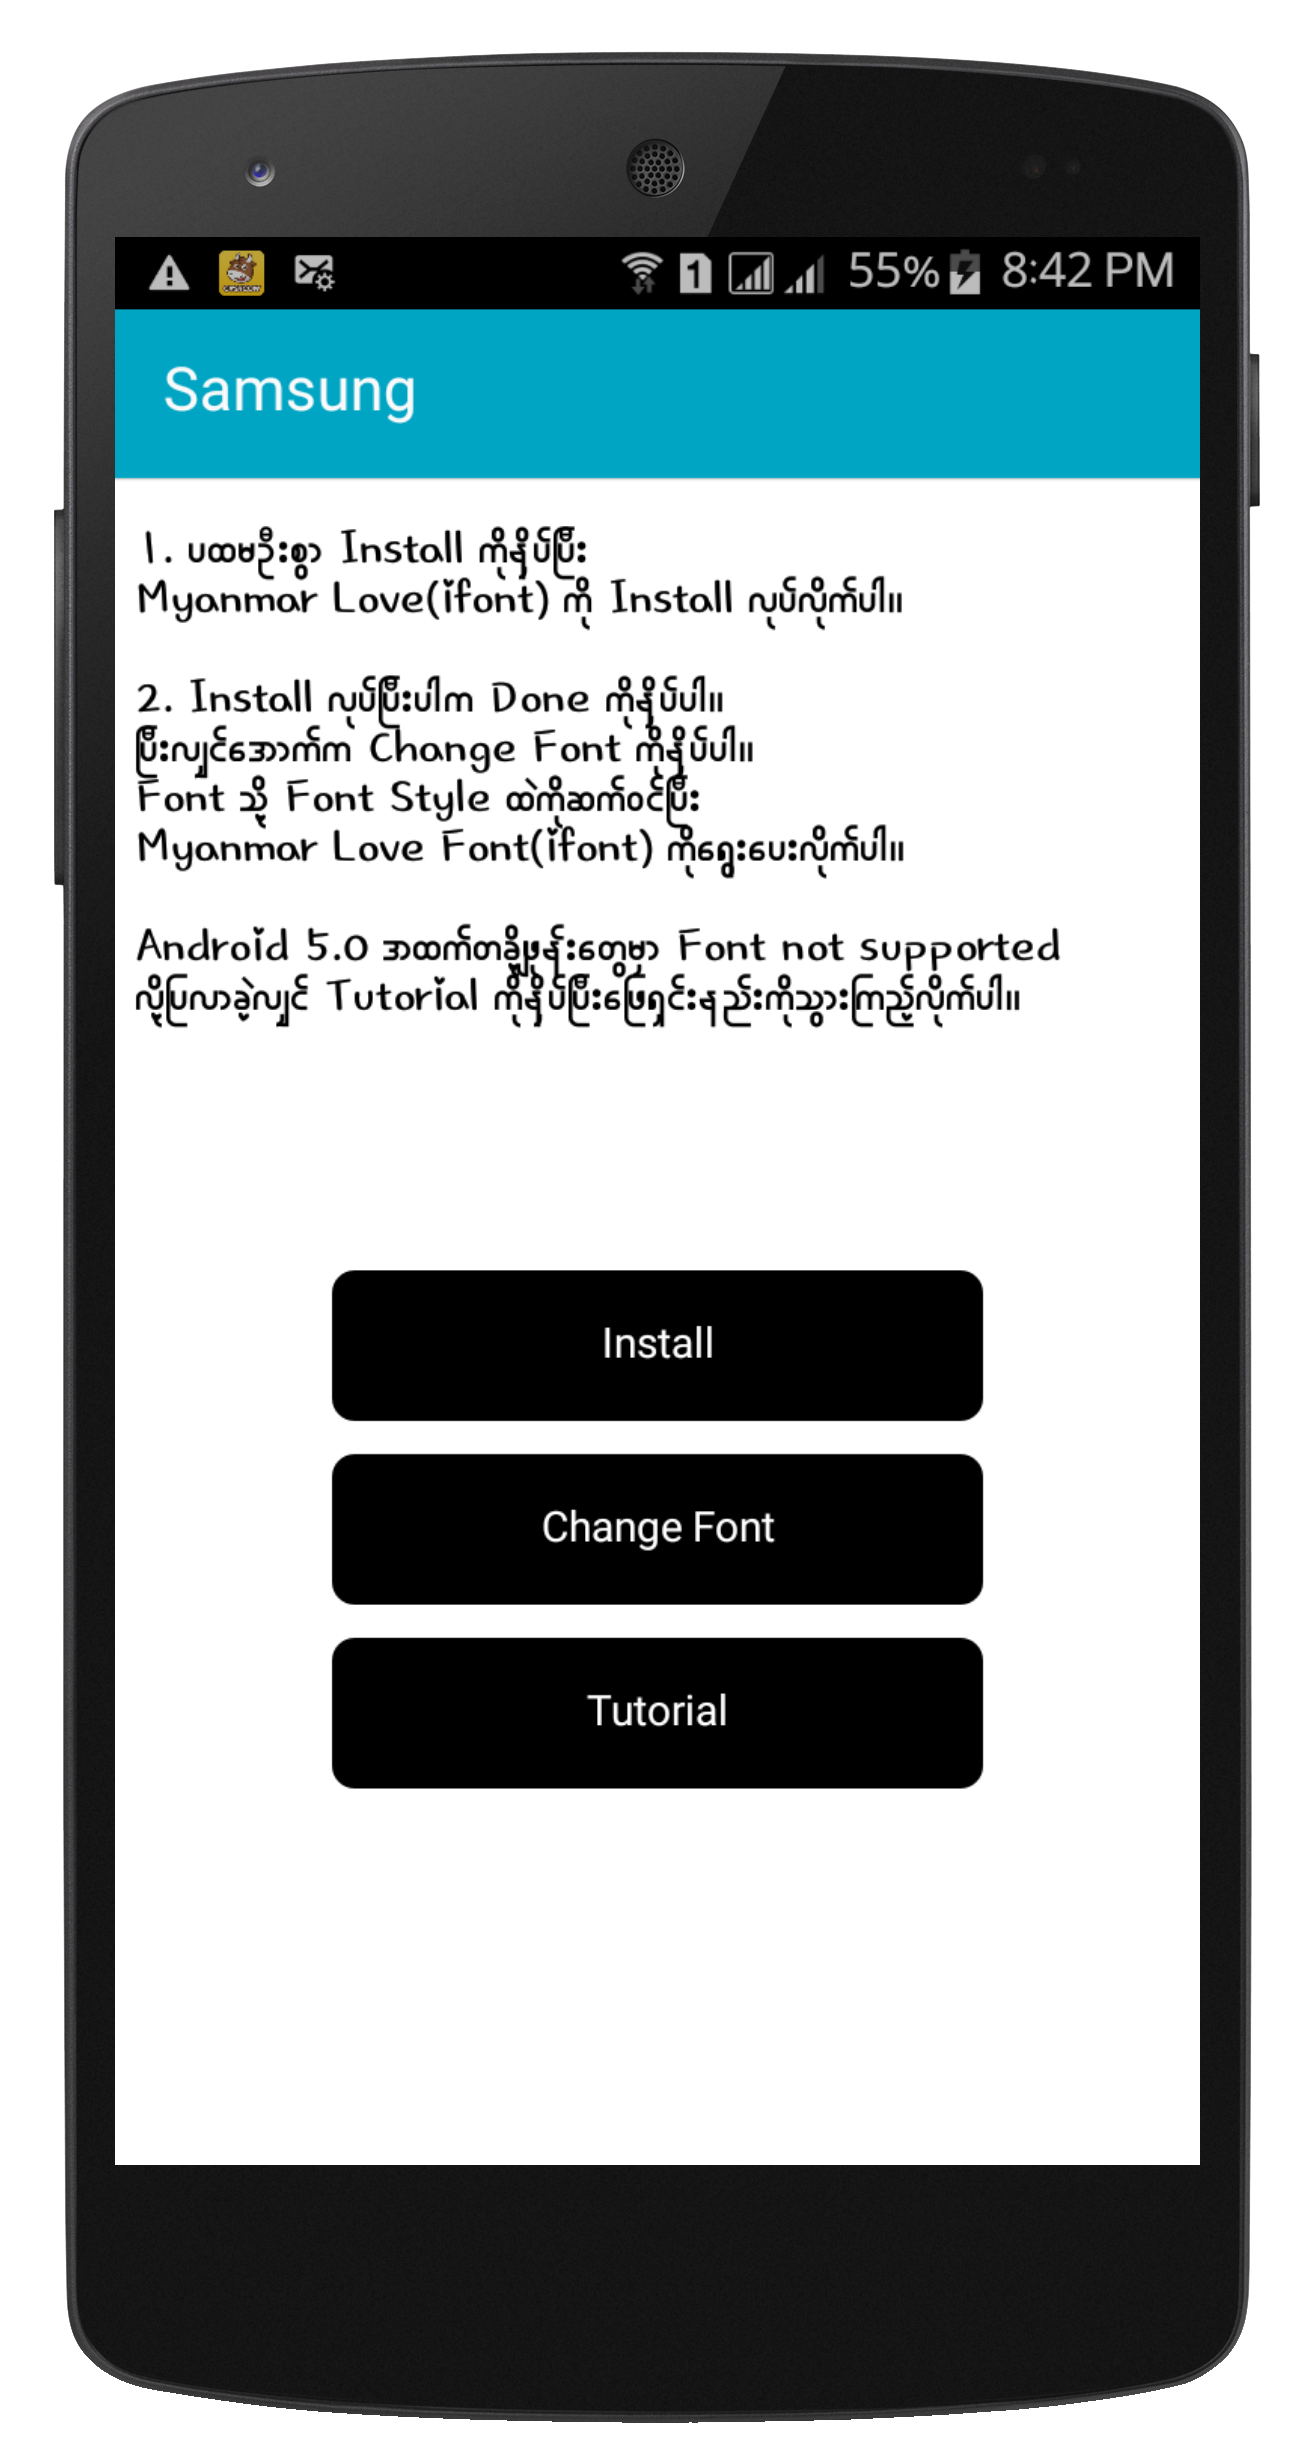 55% 8:42 PM
Samsung
1. ပထမဦးစွာ Install ကိုနှိပ်ပြီး
Myanmar Love(ifont) ကို Install လုပ်လိုက်ပါ။
2. Install လုပ်ပြီးပါက Done ကိုနှိပ်ပါ။
ပြီးလျှင်အောက်က Change Font ကိုနှိပ်ပါ။
Font သို့ Font Style ထဲကိုဆက်ဝင်ပြီး
Myanmar Love Font(ifont) ကိုရွေးပေးလိုက်ပါ။
Android 5.0 အထက်တချို့ဖုန်းတွေမှာ Font not supported
လို့ပြလာခဲ့လျှင် Tutorial ကိုနှိပ်ပြီးဖြေရှင်းနည်းကိုသွားကြည့်လိုက်ပါ။
Install
Change Font
Tutorial